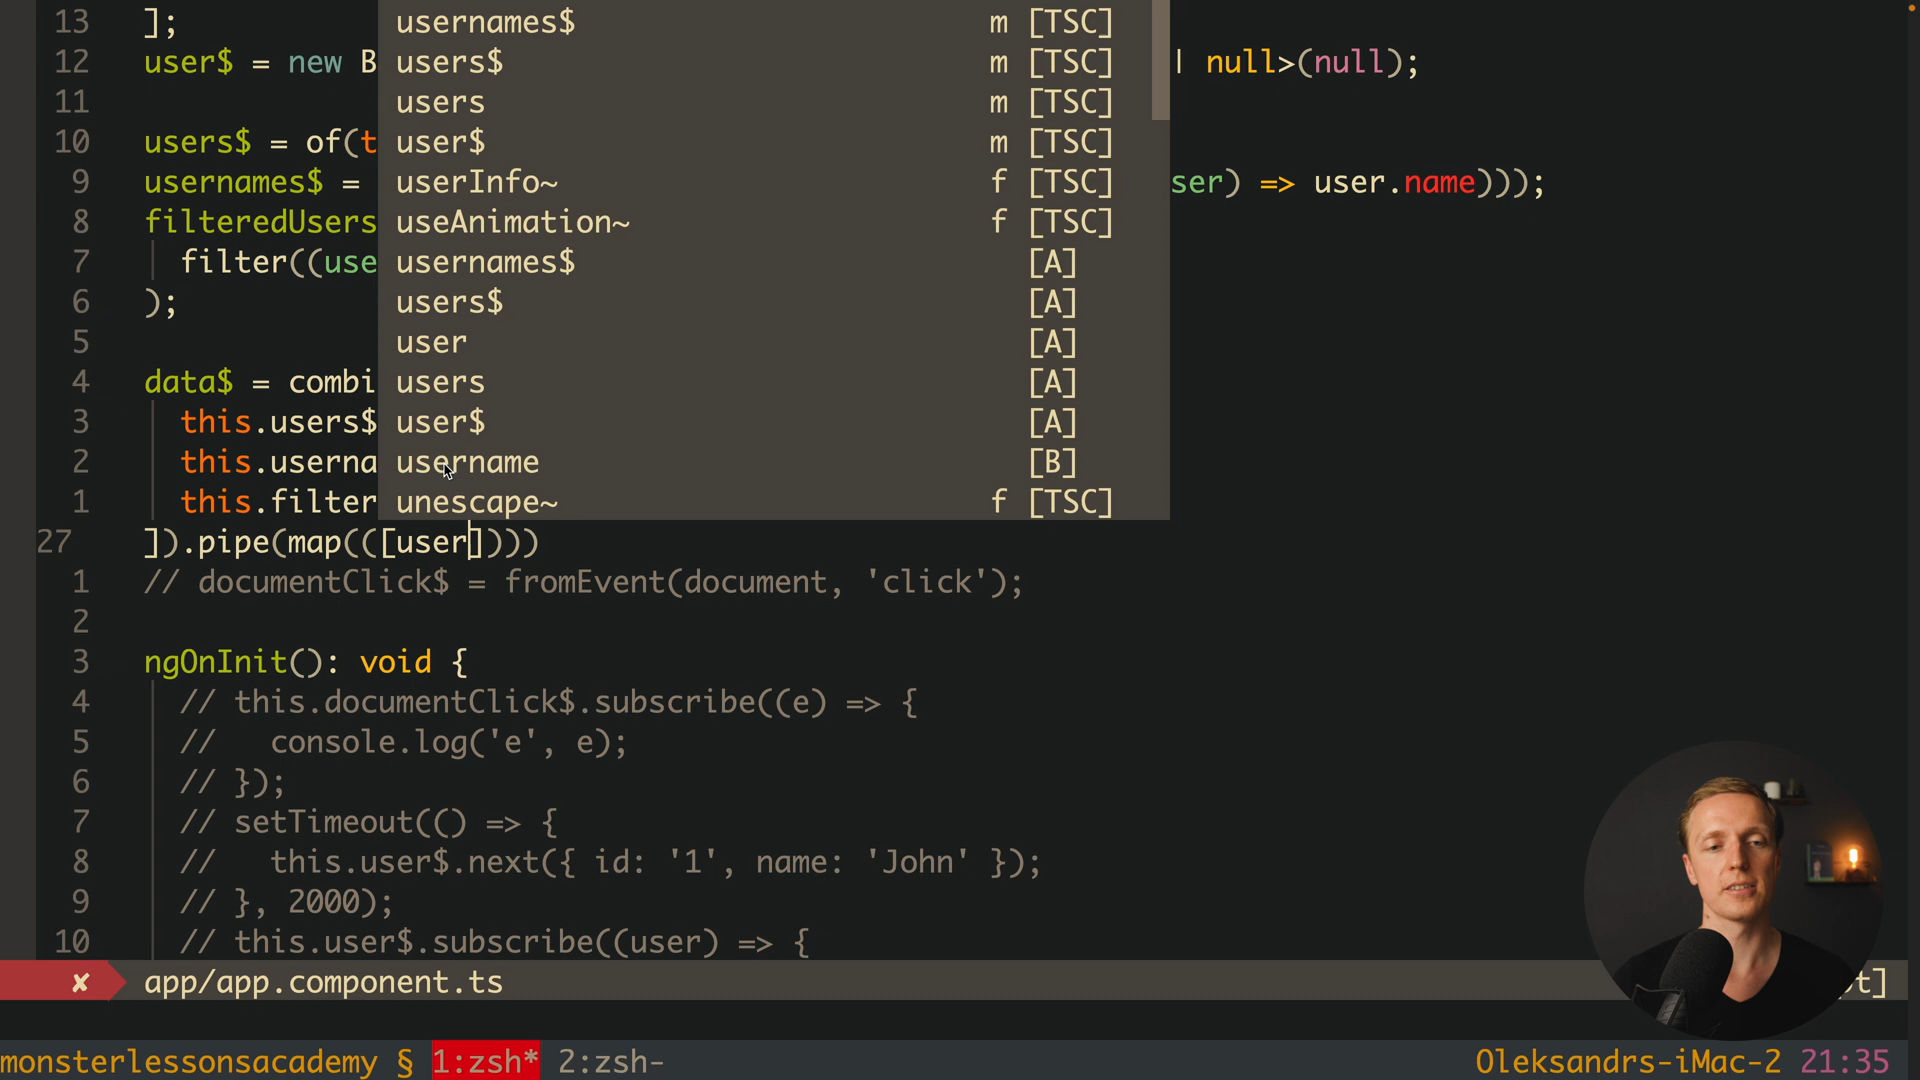 13 ]; usernames$ m [TSC]
12 user$ = new B users$ m [TSC] | null>(null);
11 users m [TSC]
10 users$ = of(t user$ m [TSC]
9 usernames$ = userInfo~ f [TSC] ser) => user.name)));
8 filteredUsers useAnimation~ f [TSC]
7 filter((use usernames$ [A]
6 ); users$ [A]
5 user [A]
4 data$ = combi users [A]
3 this.users$ user$ [A]
2 this.userna username [B]
1 this.filter unescape~ f [TSC]
27 ]).pipe(map(([user])))
1 // documentClick$ = fromEvent(document, 'click');
2
3 ngOnInit(): void {
4 // this.documentClick$.subscribe((e) => {
5 //   console.log('e', e);
6 // });
7 // setTimeout(() => {
8 //   this.user$.next({ id: '1', name: 'John' });
9 // }, 2000);
10 // this.user$.subscribe((user) => {
✘ app/app.component.ts t]
monsterlessonsacademy § 1:zsh* 2:zsh- Oleksandrs-iMac-2 21:35